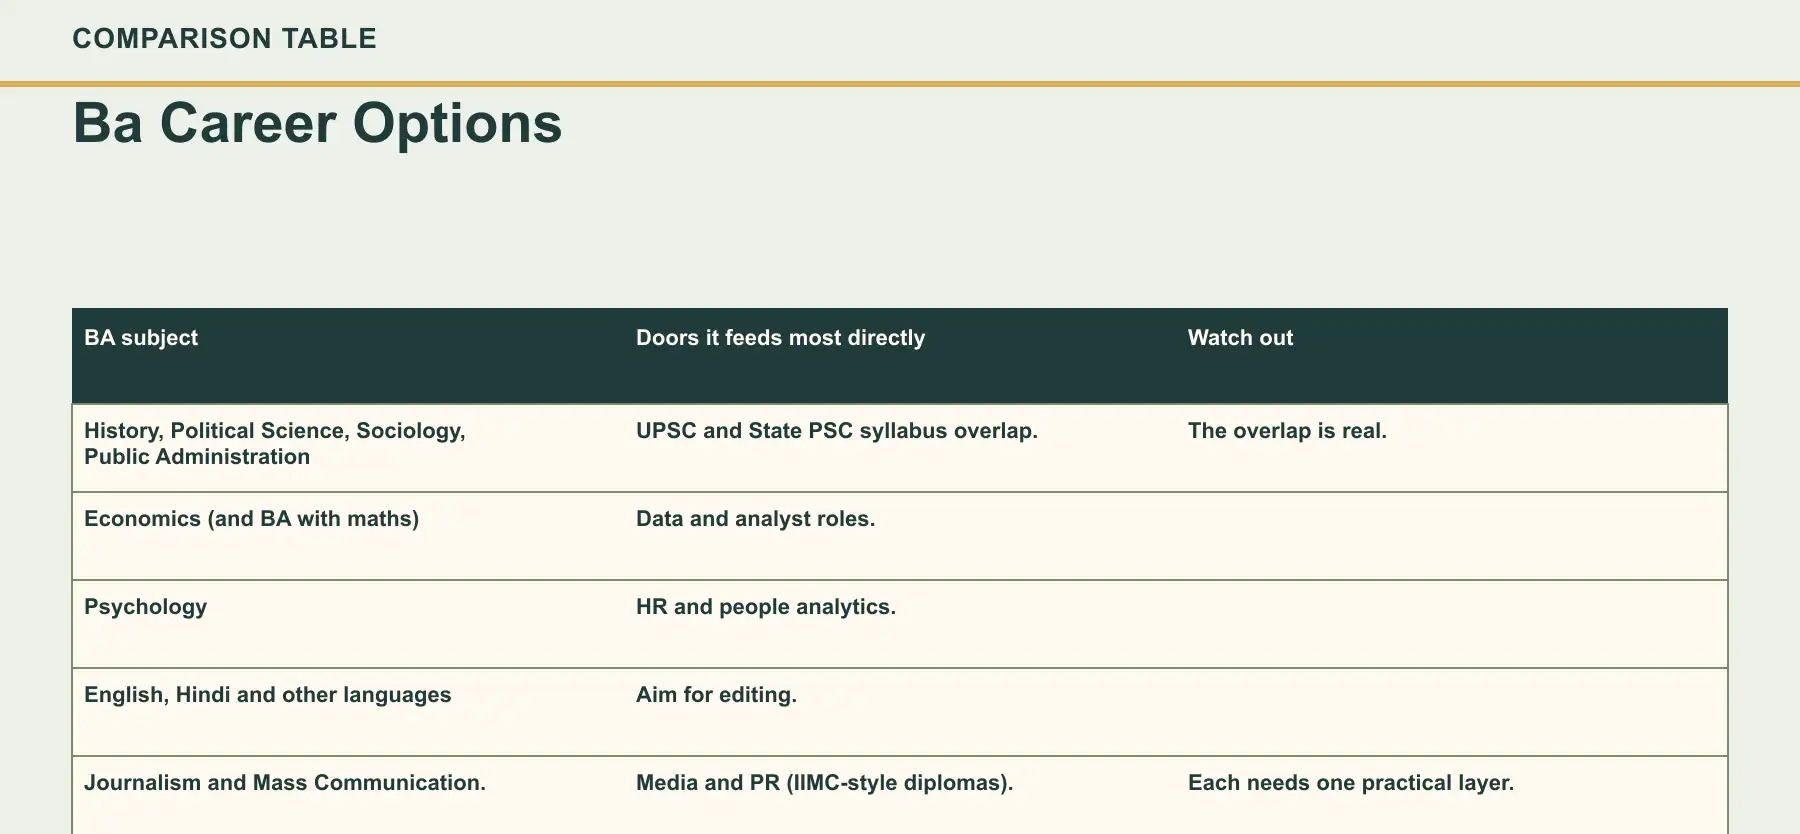 COMPARISON TABLE
Ba Career Options
BA subject
Doors it feeds most directly
Watch out
History, Political Science, Sociology,
Public Administration
UPSC and State PSC syllabus overlap.
The overlap is real.
Economics (and BA with maths)
Data and analyst roles.
Psychology
HR and people analytics.
English, Hindi and other languages
Aim for editing.
Journalism and Mass Communication.
Media and PR (IIMC-style diplomas).
Each needs one practical layer.